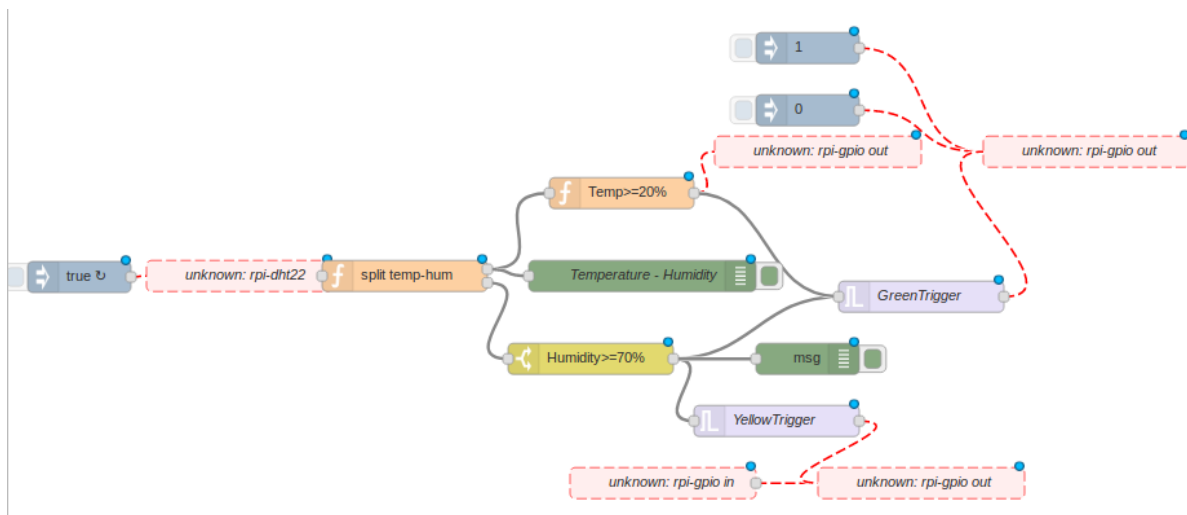 1
0
unknown: rpi-gpio out
unknown: rpi-gpio out
Temp>=20%
true ↻
unknown: rpi-dht22
split temp-hum
Temperature - Humidity
GreenTrigger
Humidity>=70%
msg
YellowTrigger
unknown: rpi-gpio in
unknown: rpi-gpio out